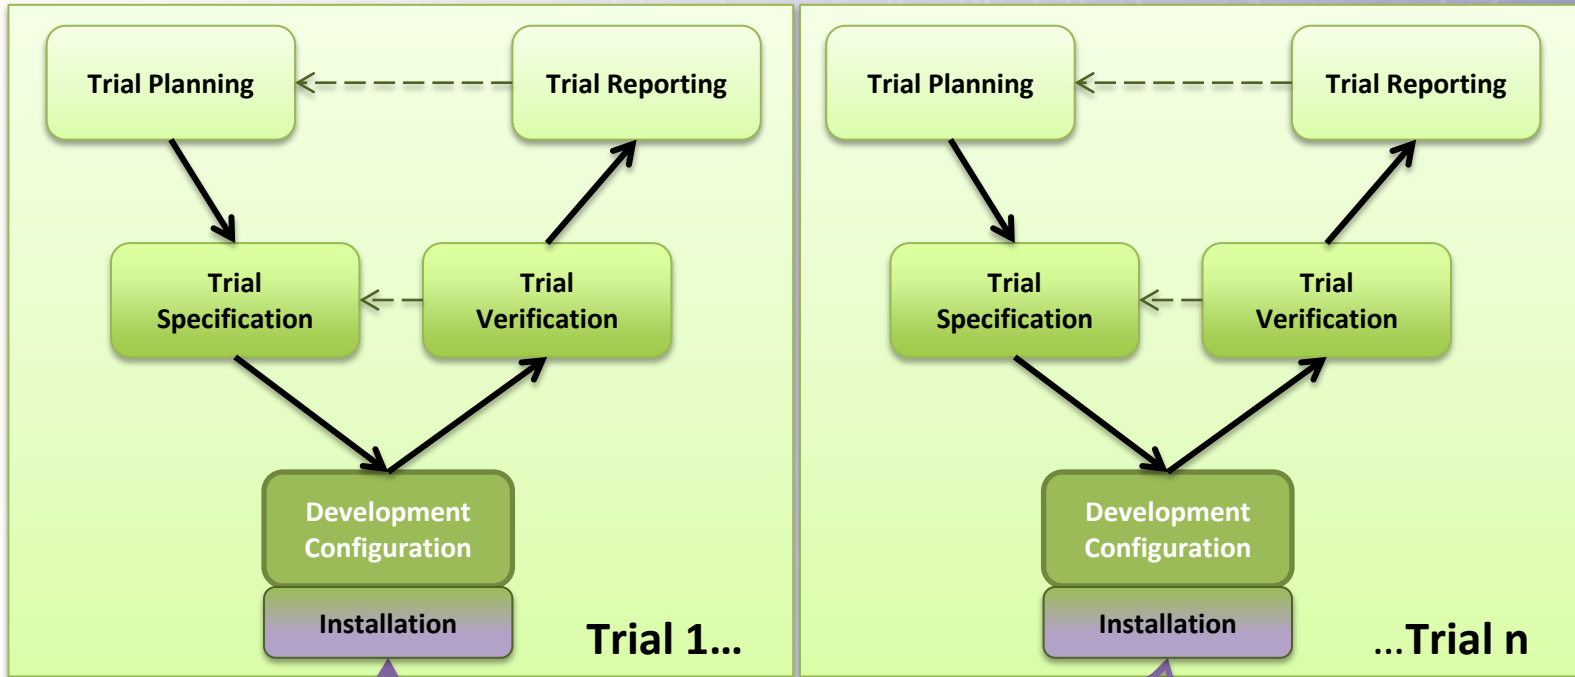 Trial Planning
Trial Reporting
Trial
Specification
Trial
Verification
Development
Configuration
Installation
Trial 1...
Trial Planning
Trial Reporting
Trial
Specification
Trial
Verification
Development
Configuration
Installation
...Trial n